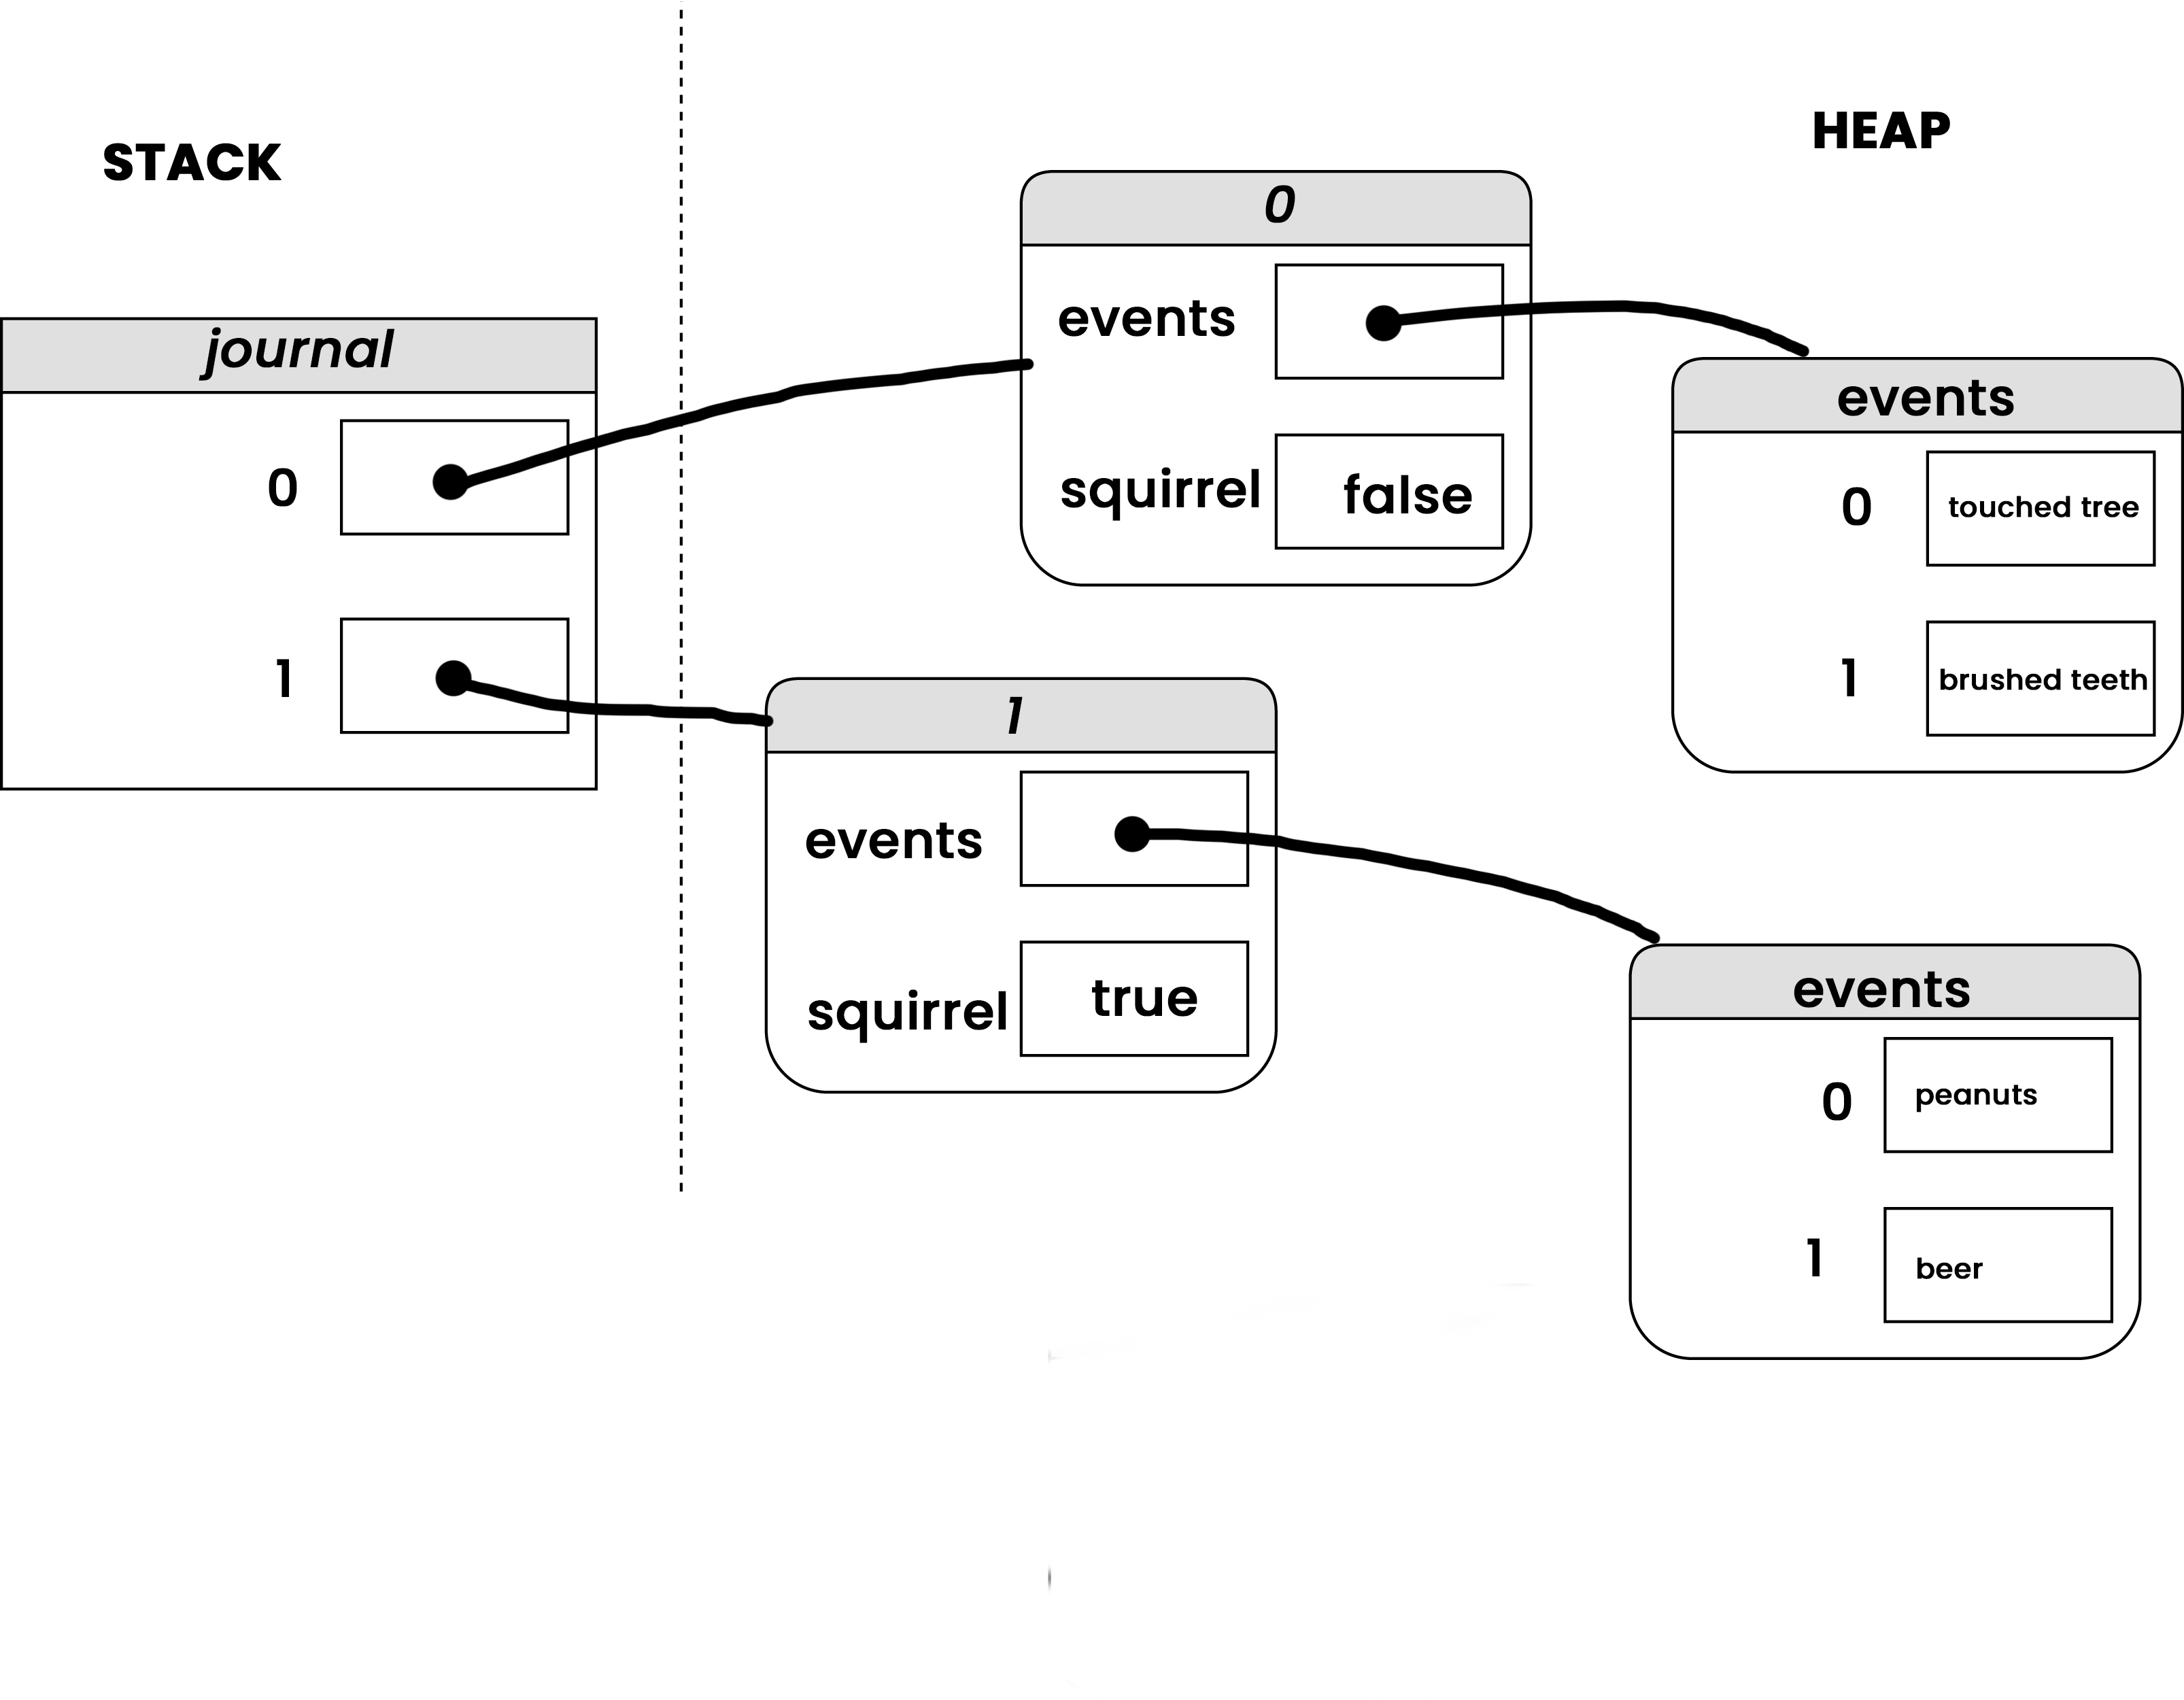 STACK
HEAP
journal
0
1
0
events
squirrel false
events
0 touched tree
1 brushed teeth
1
events
squirrel true
events
0 peanuts
1 beer